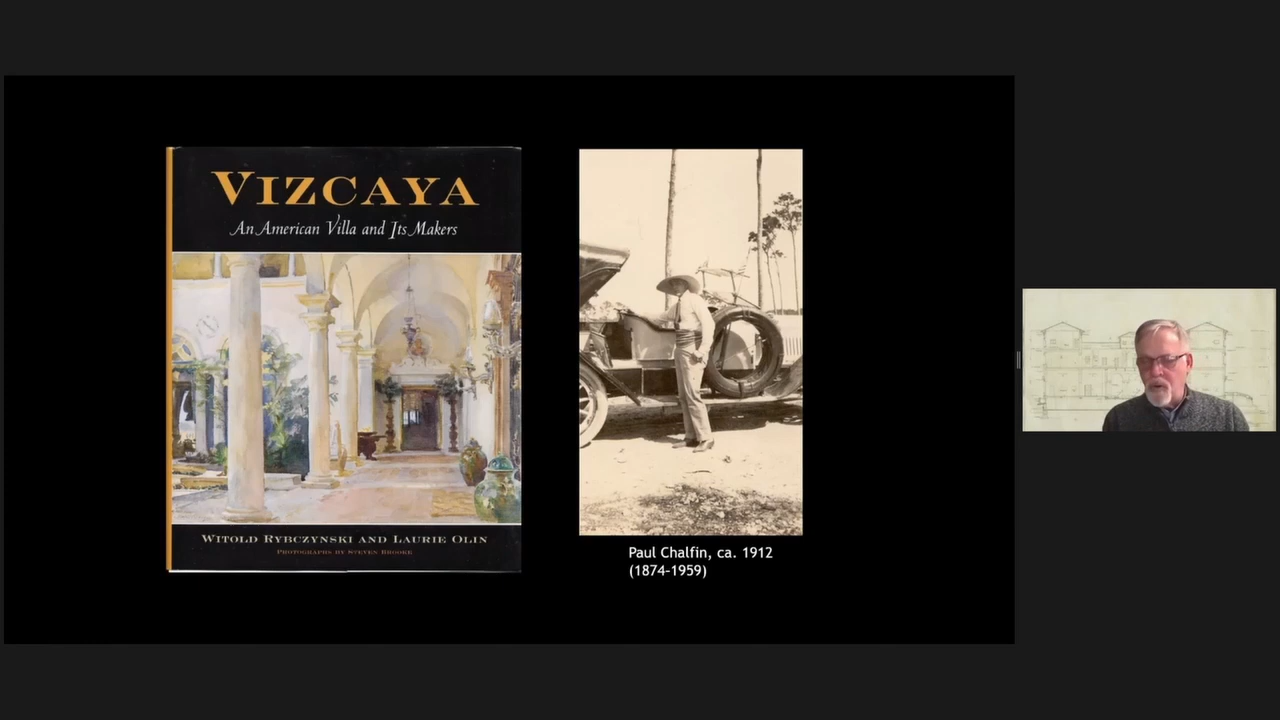 VIZCAYA
An American Villa and Its Makers
WITOLD RYBCZYNSKI AND LAURIE OLIN
PHOTOGRAPHS BY STEVEN BROOKE
Paul Chalfin, ca. 1912
(1874-1959)